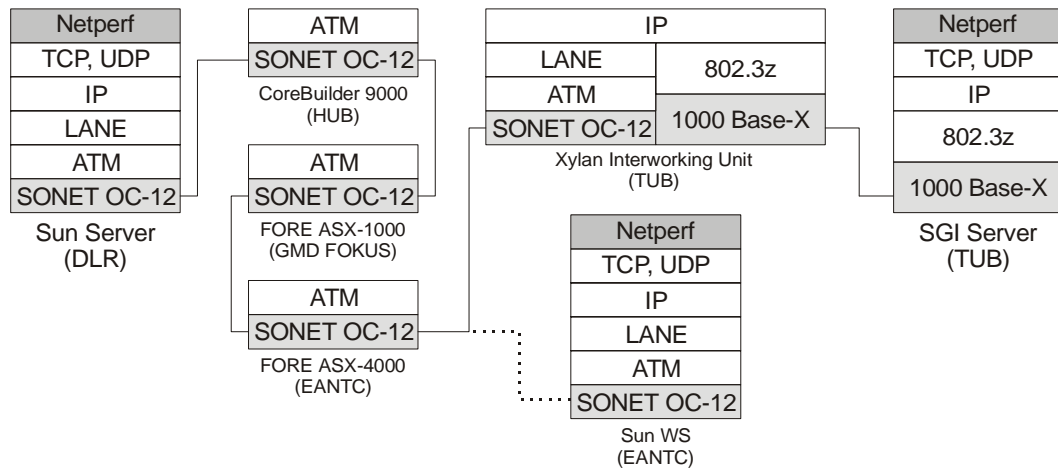 Netperf
TCP, UDP
IP
LANE
ATM
SONET OC-12
Sun Server
(DLR)
ATM
SONET OC-12
CoreBuilder 9000
(HUB)
ATM
SONET OC-12
FORE ASX-1000
(GMD FOKUS)
ATM
SONET OC-12
FORE ASX-4000
(EANTC)
IP
LANE
ATM
SONET OC-12
802.3z
1000 Base-X
Xylan Interworking Unit
(TUB)
Netperf
TCP, UDP
IP
LANE
ATM
SONET OC-12
Sun WS
(EANTC)
Netperf
TCP, UDP
IP
802.3z
1000 Base-X
SGI Server
(TUB)